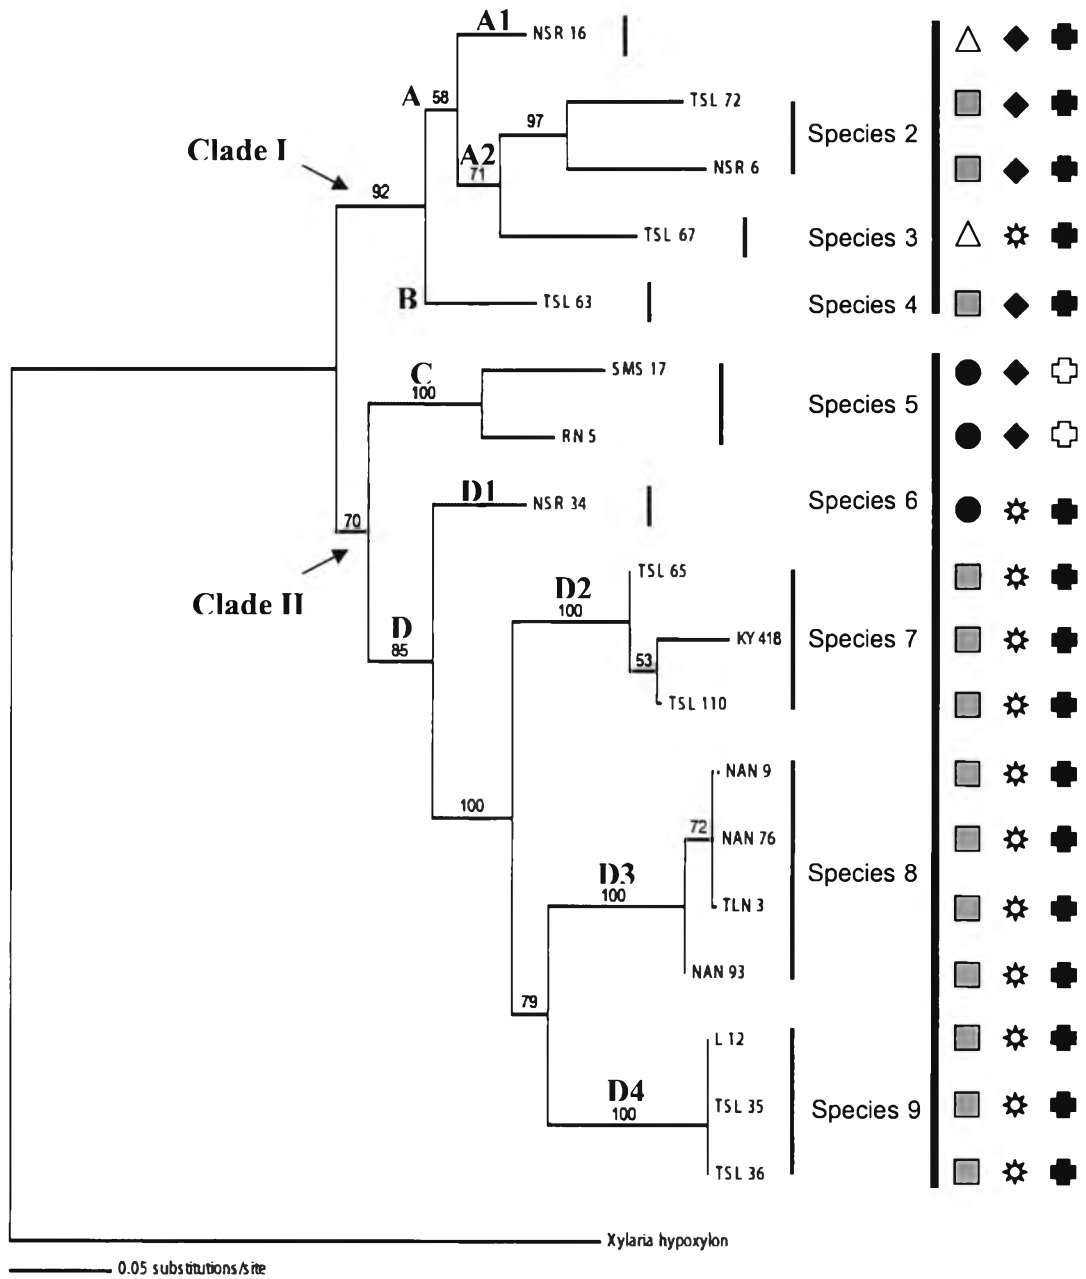 A1
NSR 16
A
58
TSL 72
97
Species 2
Clade I
A2
71
NSR 6
92
TSL 67
Species 3
B
TSL 63
Species 4
C
100
SMS 17
Species 5
RN 5
D1
NSR 34
Species 6
70
Clade II
TSL 65
D2
100
KY 418
Species 7
D
85
53
TSL 110
NAN 9
100
72
NAN 76
D3
100
Species 8
TLN 3
NAN 93
79
L 12
D4
100
TSL 35
Species 9
TSL 36
Xylaria hypoxylon
0.05 substitutions/site